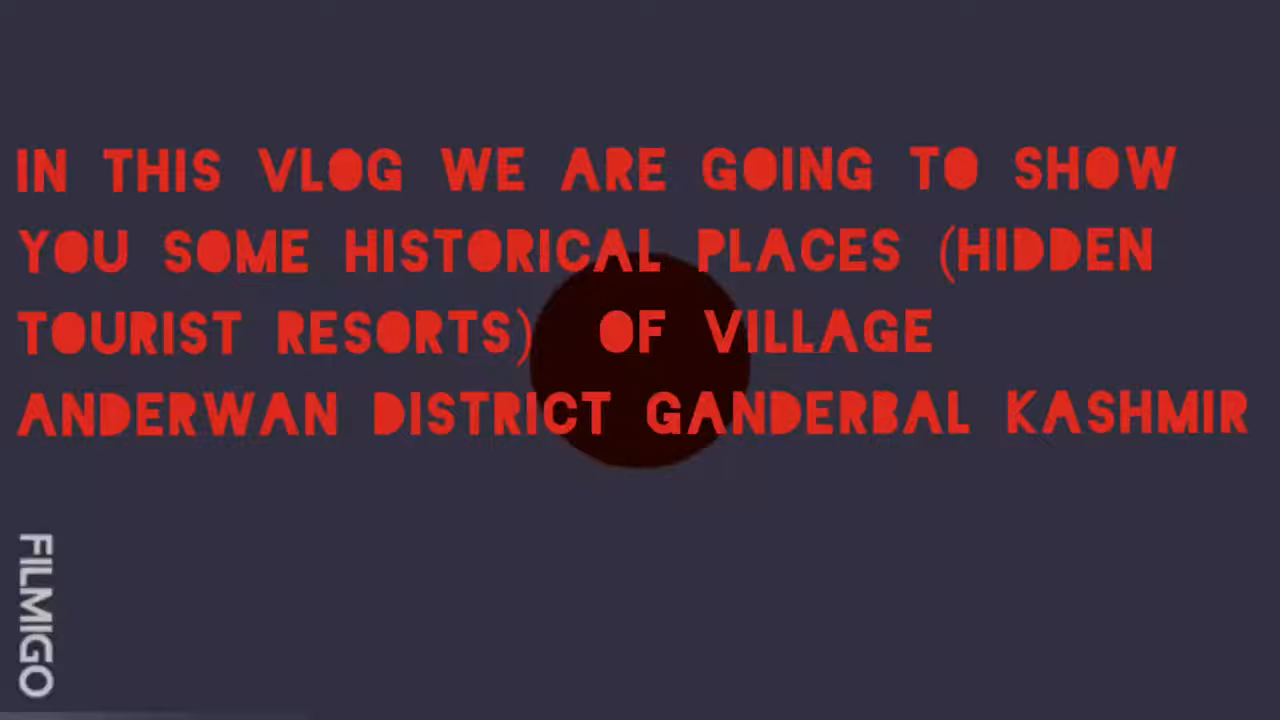 IN THIS VLOG WE ARE GOING TO SHOW
YOU SOME HISTORICAL PLACES (HIDDEN
TOURIST RESORTS) OF VILLAGE
ANDERWAN DISTRICT GANDERBAL KASHMIR
FILMIGO